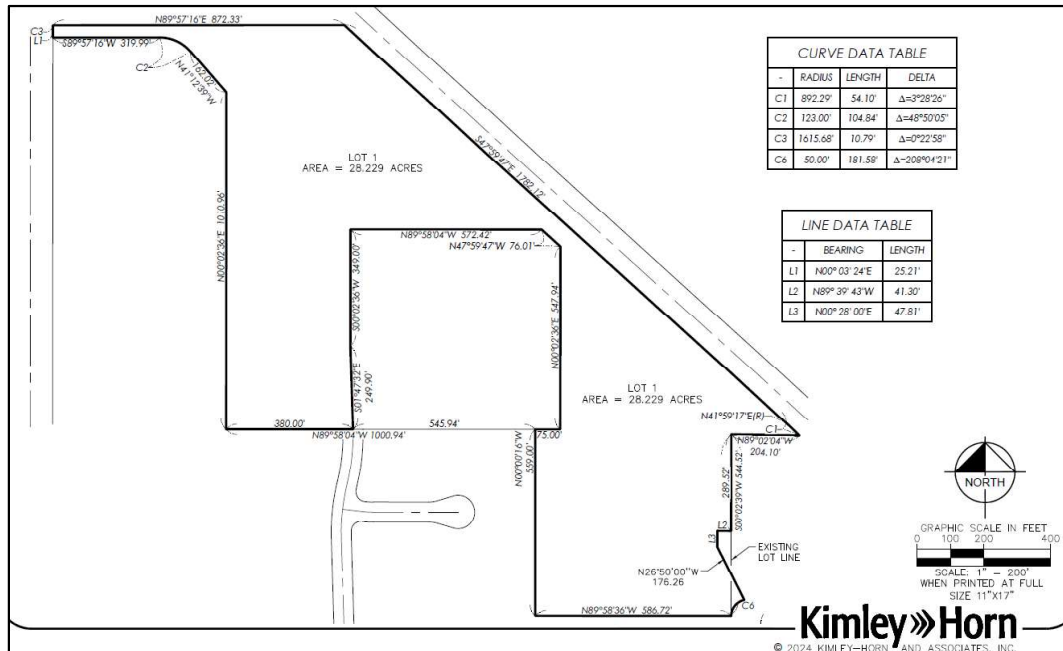 N89°57'16"E 872.33'
C3
L1
S89°57'16"W 319.99'
C2
162.02'
N41°12'39"W
LOT 1
AREA = 28.229 ACRES
S47°59'47"E 1782.12'
N00°02'36"E 1010.96'
N89°58'04"W 572.42'
N47°59'47"W 76.01'
S00°02'36"W 349.00'
N00°02'36"E 547.94'
S01°47'32"E
249.90'
380.00'
545.94'
75.00'
N89°58'04"W 1000.94'
N00°00'16"W
559.00'
LOT 1
AREA = 28.229 ACRES
N41°59'17"E(R)
C1
N89°02'04"W
204.10'
289.52'
S00°02'39"W 544.52'
L2
L3
EXISTING
LOT LINE
N26°50'00"W
176.26
C6
N89°58'36"W 586.72'
CURVE DATA TABLE
- RADIUS LENGTH DELTA
C1 892.29' 54.10' Δ=3°28'26"
C2 123.00' 104.84' Δ=48°50'05"
C3 1615.68' 10.79' Δ=0°22'58"
C6 50.00' 181.58' Δ=208°04'21"
LINE DATA TABLE
- BEARING LENGTH
L1 N00° 03' 24"E 25.21'
L2 N89° 39' 43"W 41.30'
L3 N00° 28' 00"E 47.81'
NORTH
GRAPHIC SCALE IN FEET
0 100 200 400
SCALE: 1" = 200'
WHEN PRINTED AT FULL
SIZE 11"X17"
Kimley»Horn
© 2024 KIMLEY-HORN AND ASSOCIATES, INC.